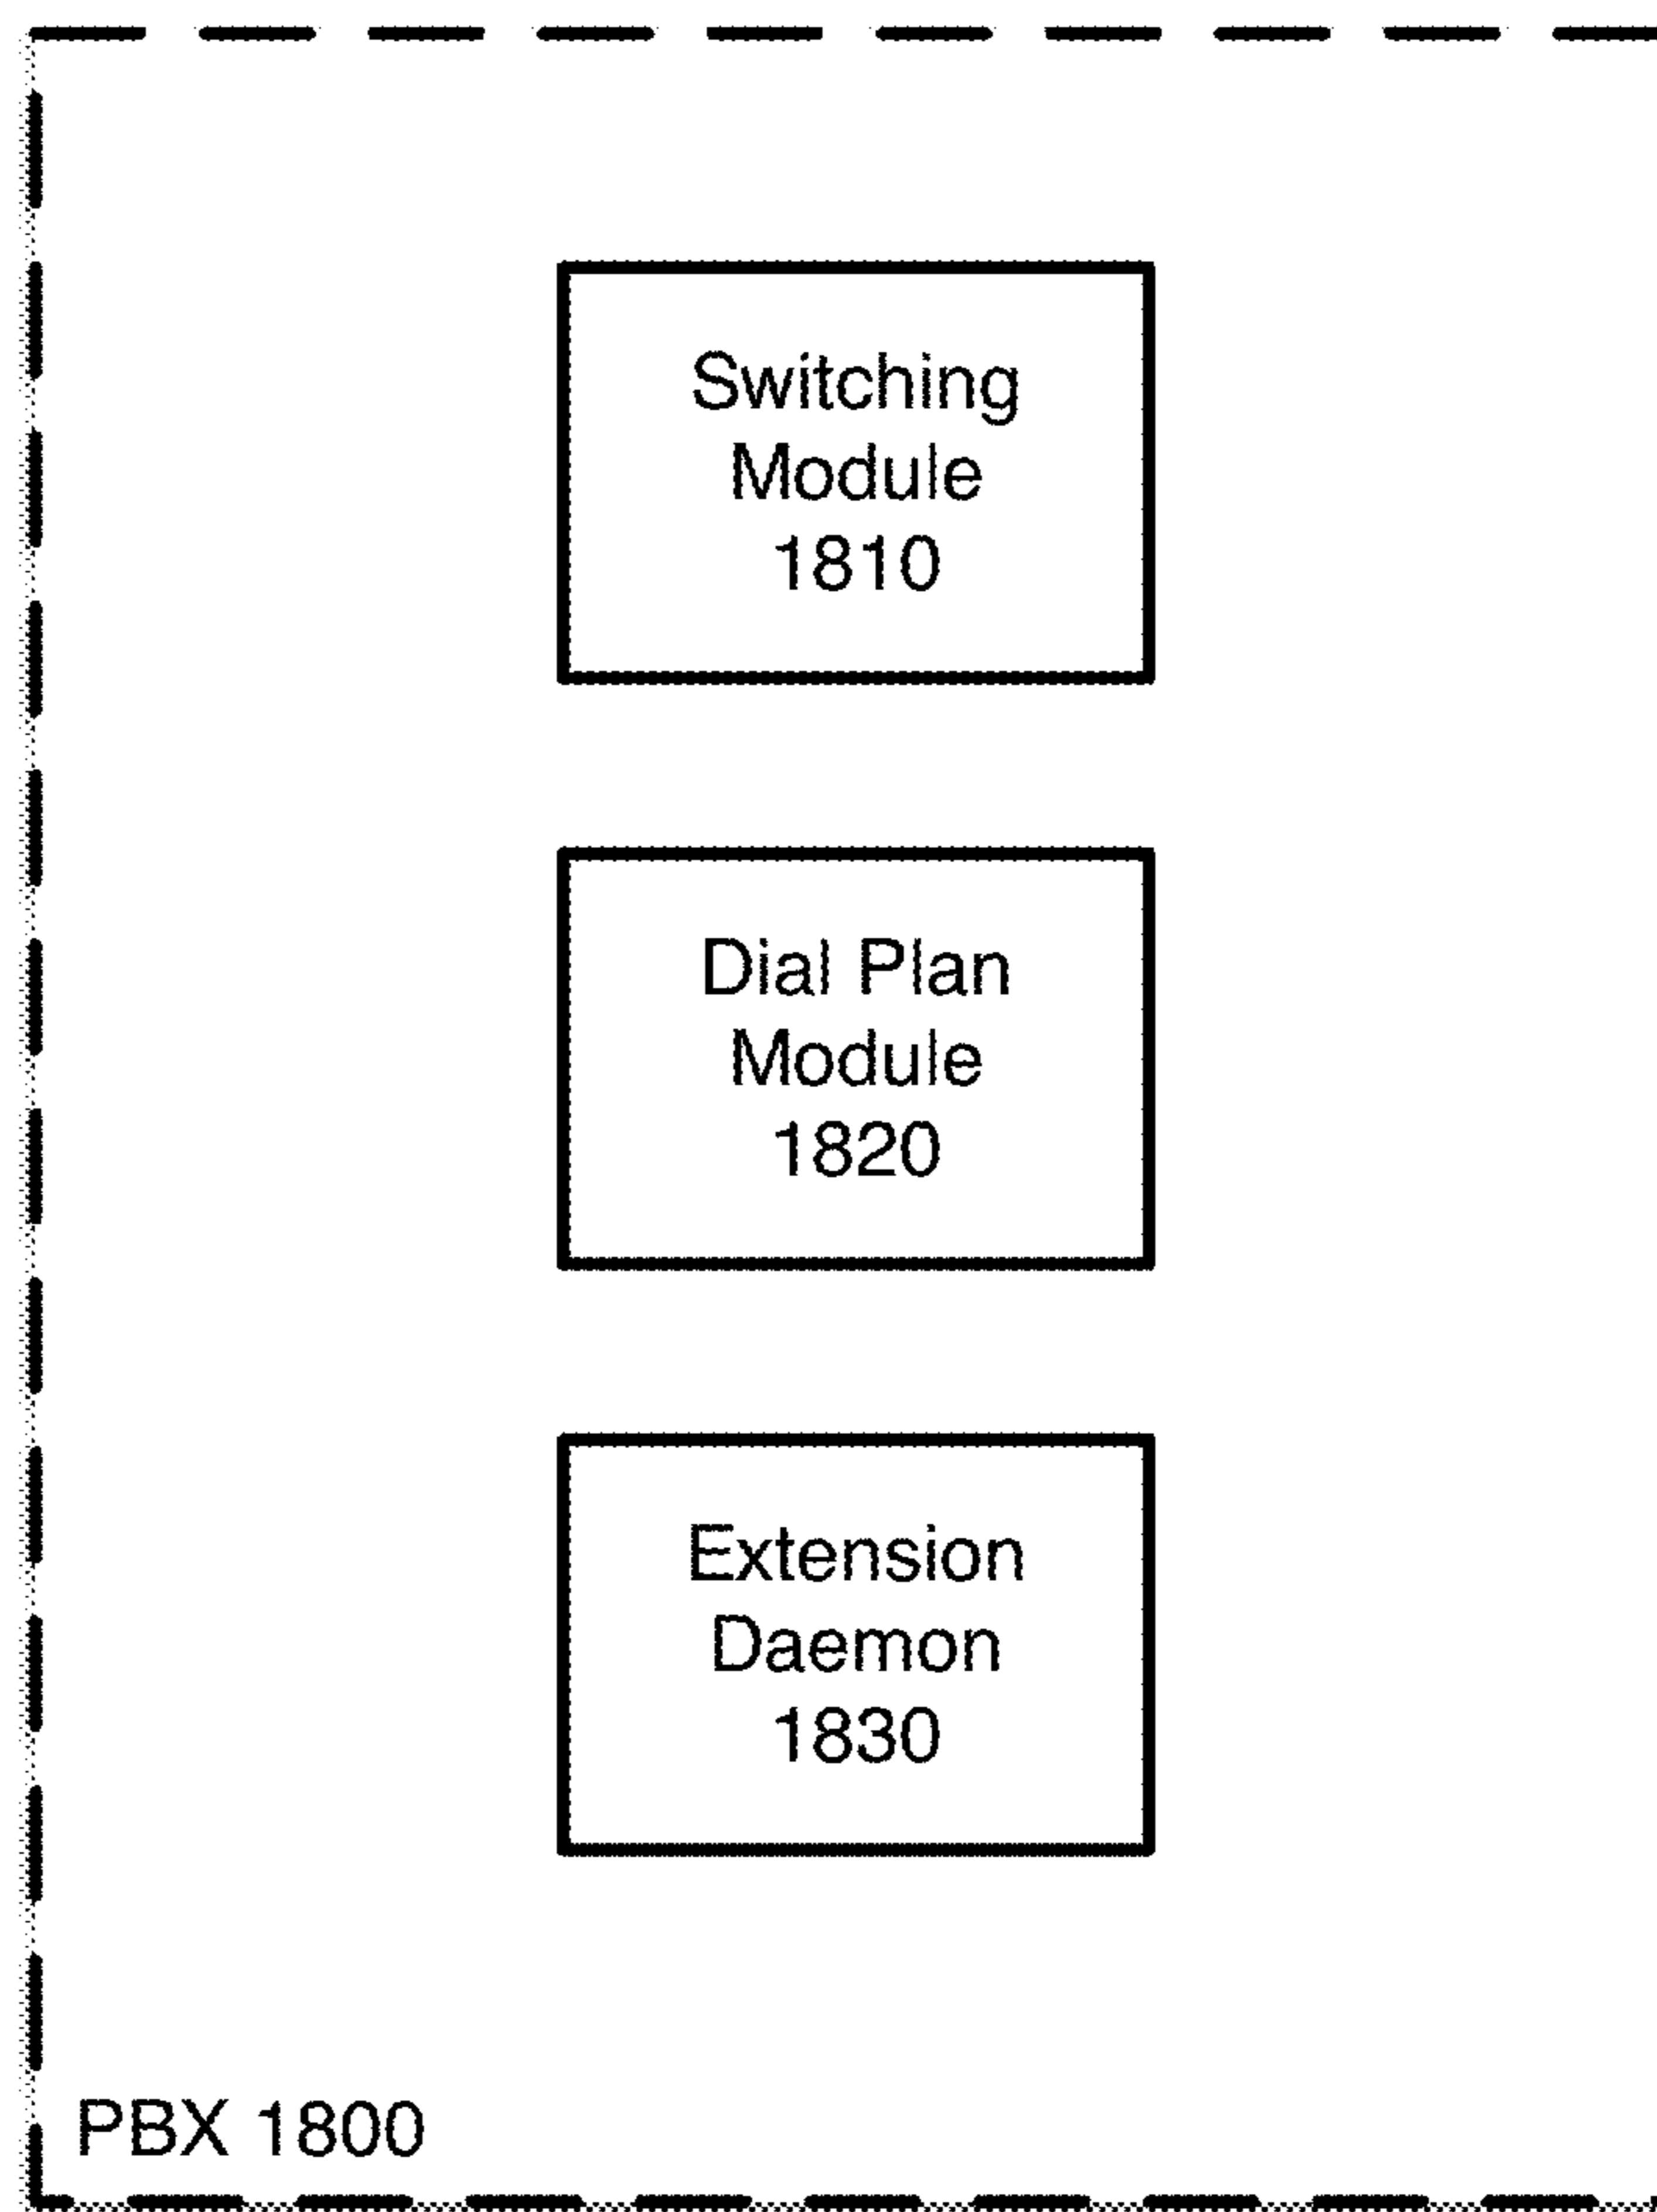 Switching
Module
1810
Dial Plan
Module
1820
Extension
Daemon
1830
PBX 1800